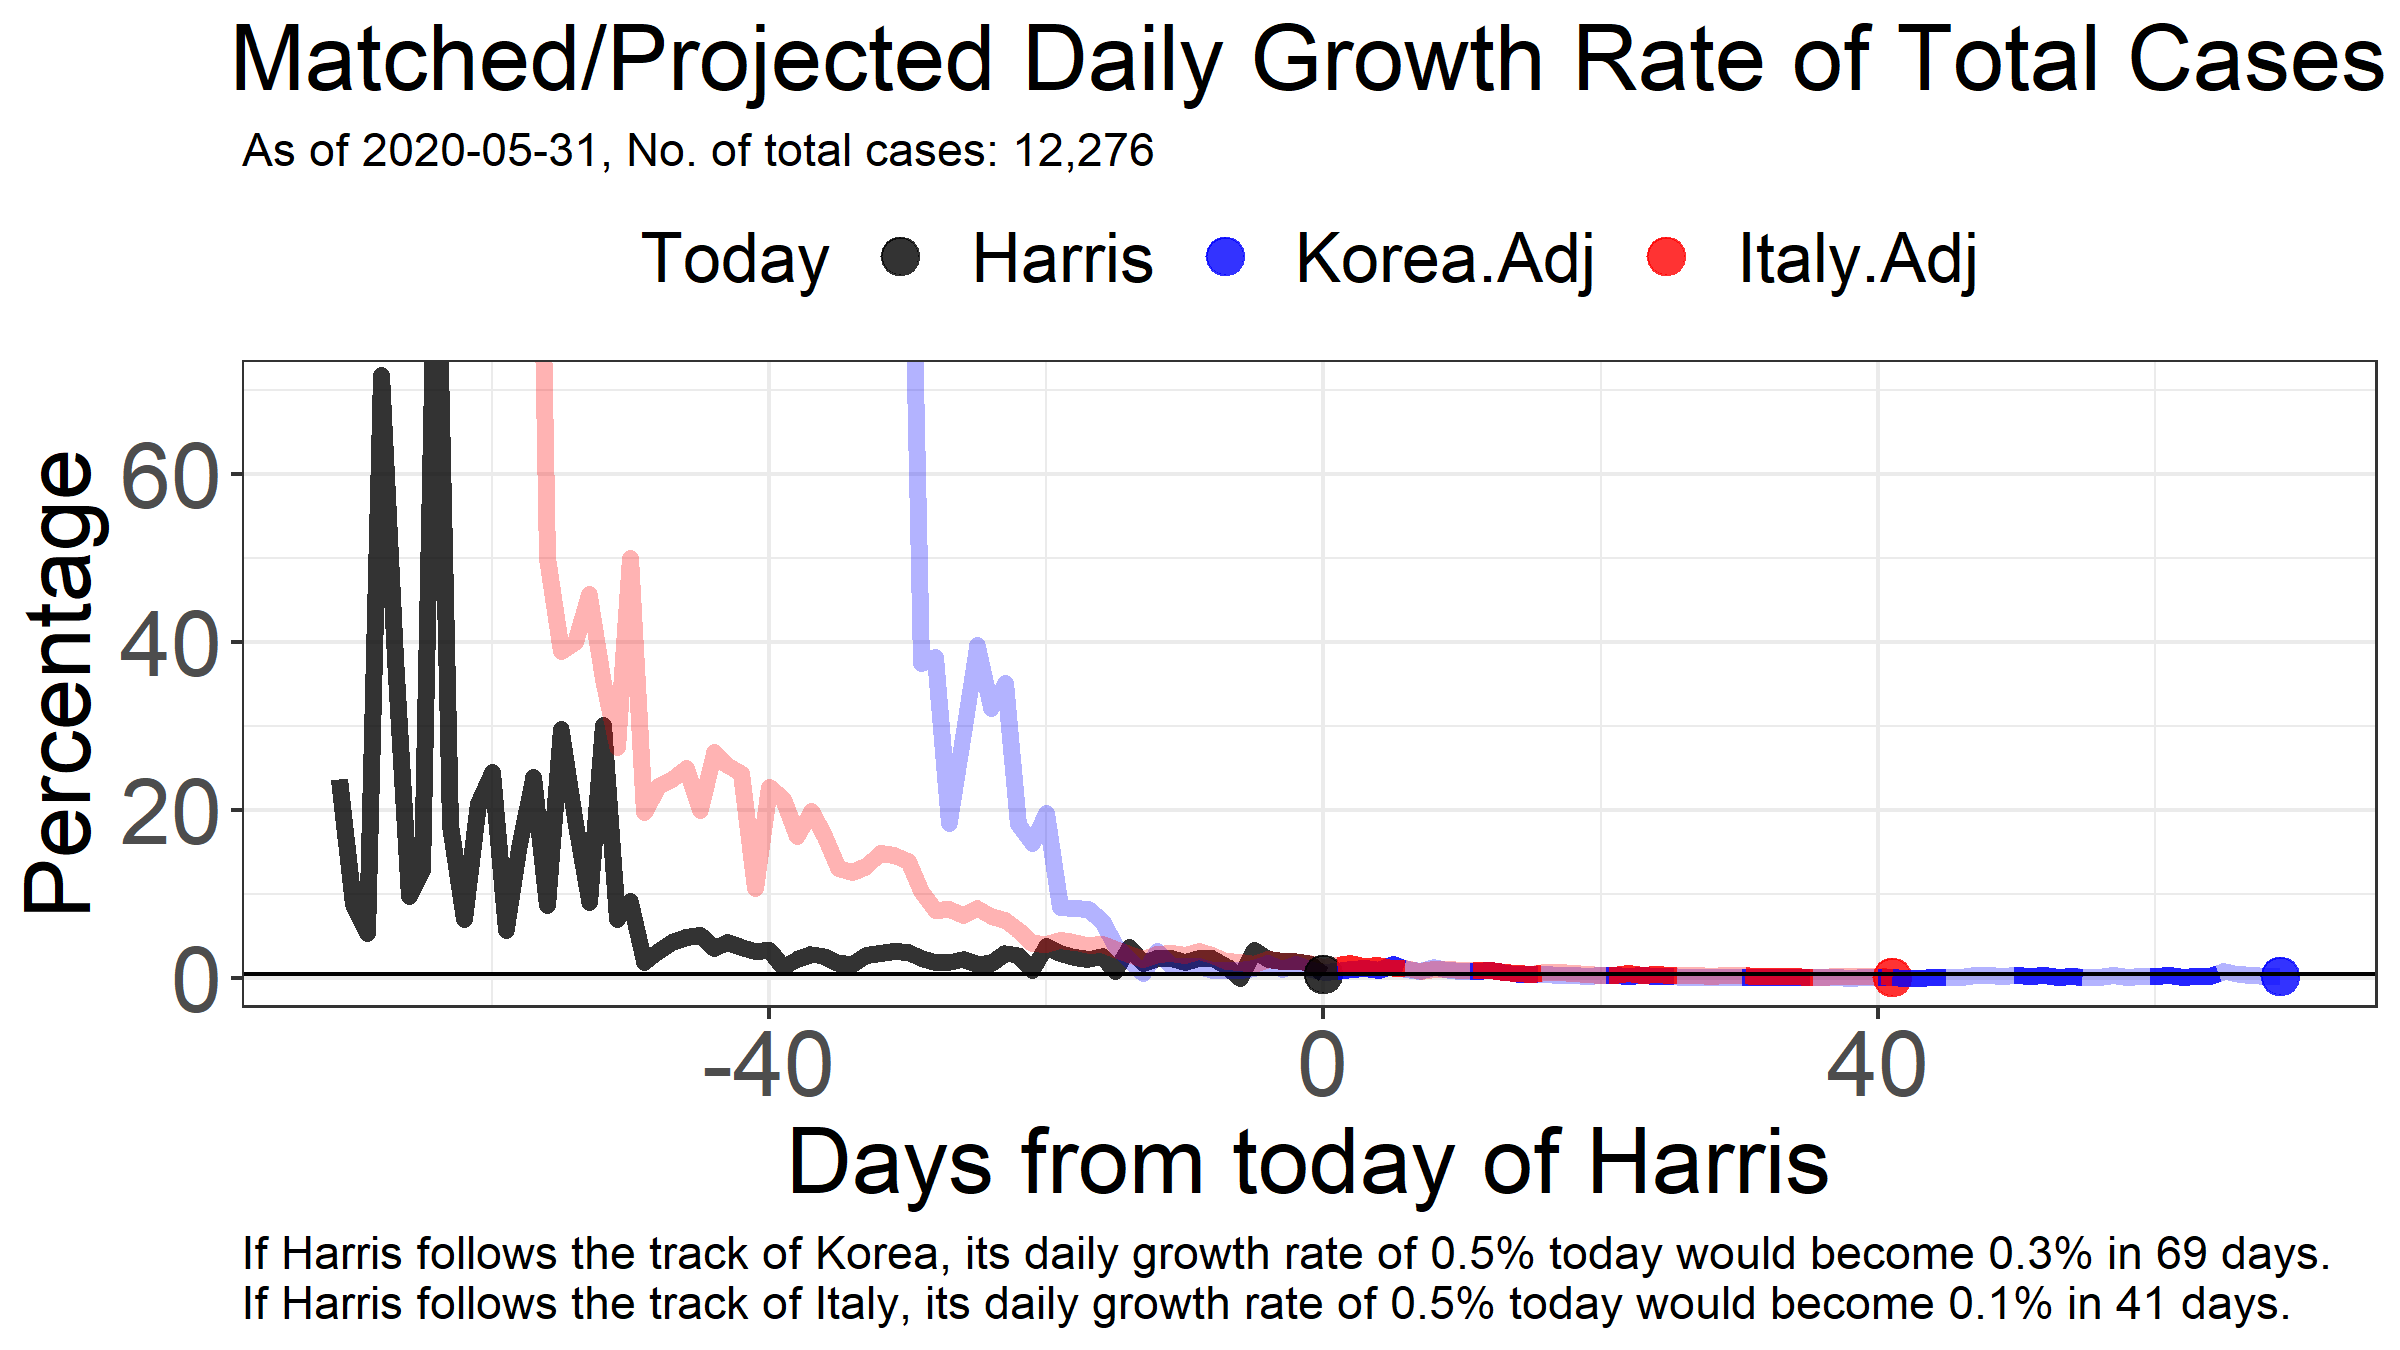 Matched/Projected Daily Growth Rate of Total Cases
As of 2020-05-31, No. of total cases: 12,276
Today Harris Korea.Adj Italy.Adj
Percentage
60
40
20
0
-40 0 40
Days from today of Harris
If Harris follows the track of Korea, its daily growth rate of 0.5% today would become 0.3% in 69 days.
If Harris follows the track of Italy, its daily growth rate of 0.5% today would become 0.1% in 41 days.